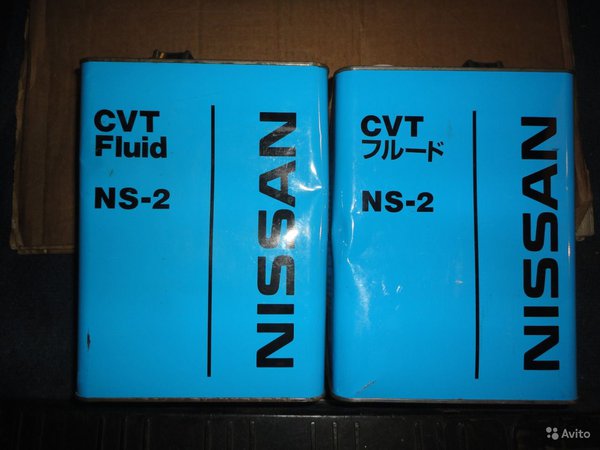 CVT
Fluid
NS-2
NISSAN
CVT
フルード
NS-2
NISSAN
Avito